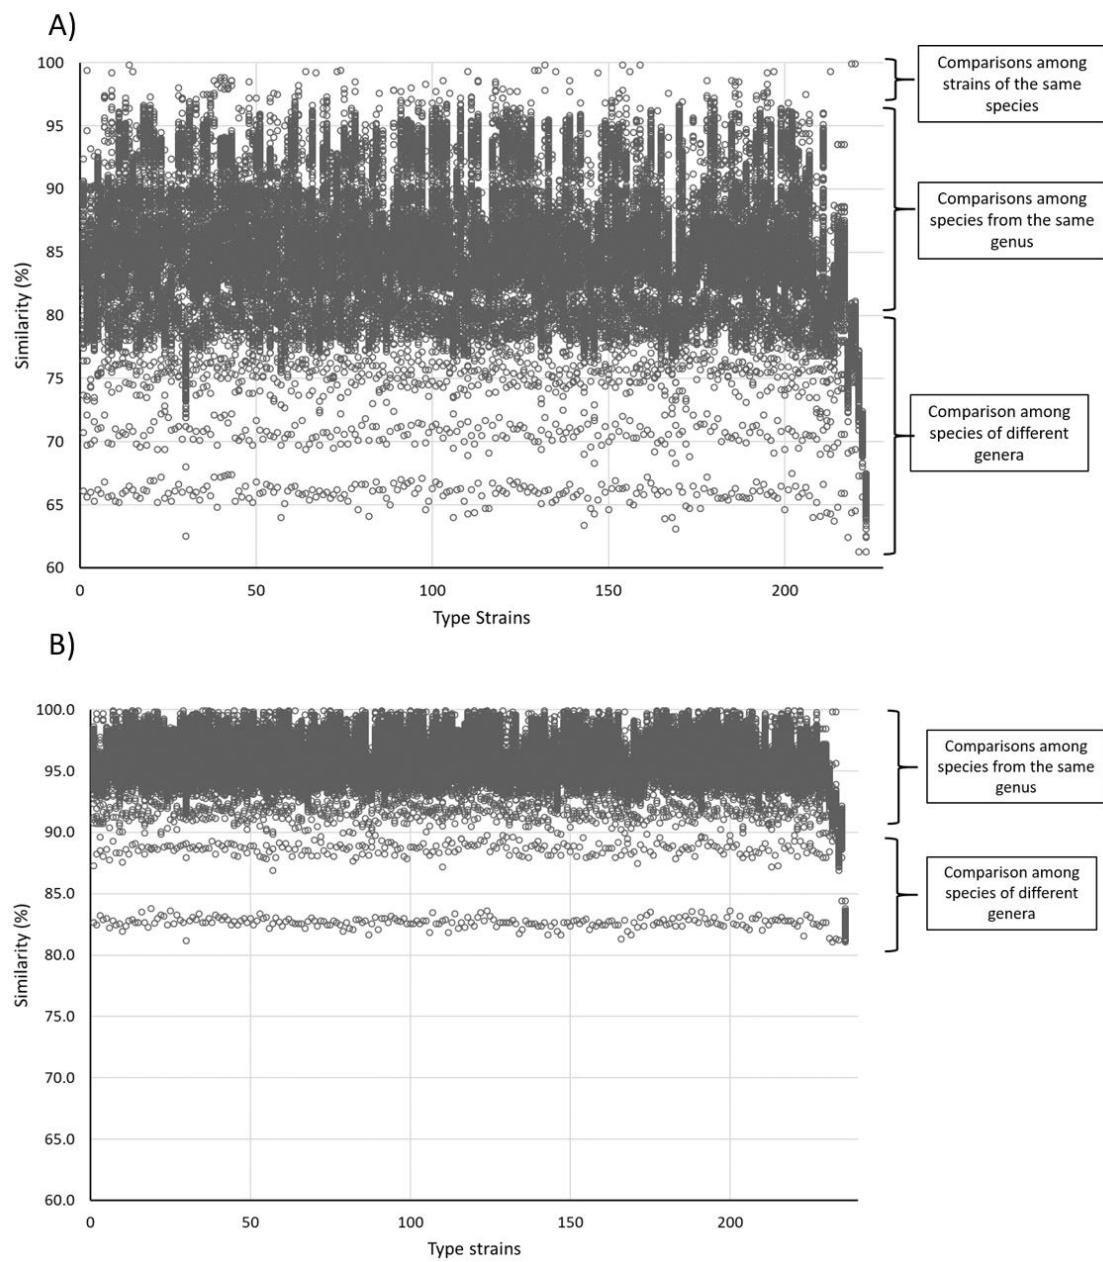 A)
100
95
90
85
80
75
70
65
60
Similarity (%)
0
50
100
150
200
Type Strains
Comparisons among
strains of the same
species
Comparisons among
species from the same
genus
Comparison among
species of different
genera
B)
100.0
95.0
90.0
85.0
80.0
75.0
70.0
65.0
60.0
Similarity (%)
0
50
100
150
200
Type strains
Comparisons among
species from the same
genus
Comparison among
species of different
genera